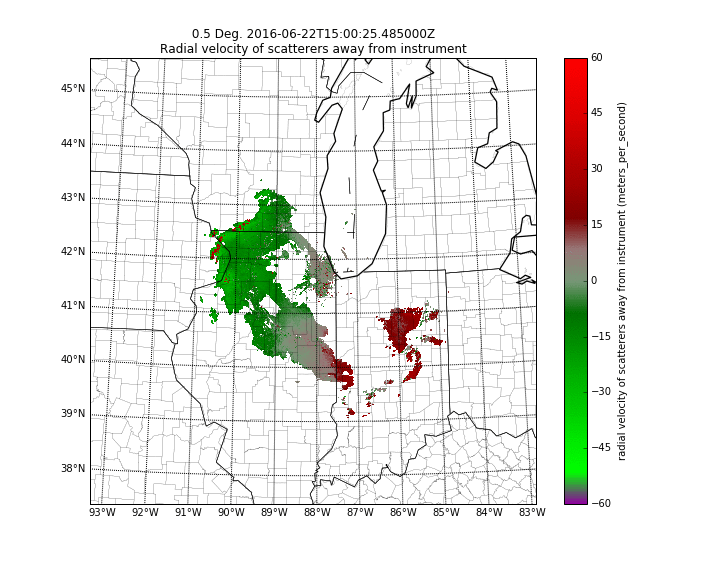 0.5 Deg. 2016-06-22T15:00:25.485000Z
Radial velocity of scatterers away from instrument
45°N
44°N
43°N
42°N
41°N
40°N
39°N
38°N
93°W 92°W 91°W 90°W 89°W 88°W 87°W 86°W 85°W 84°W 83°W
60
45
30
15
0
−15
−30
−45
−60
radial velocity of scatterers away from instrument (meters_per_second)